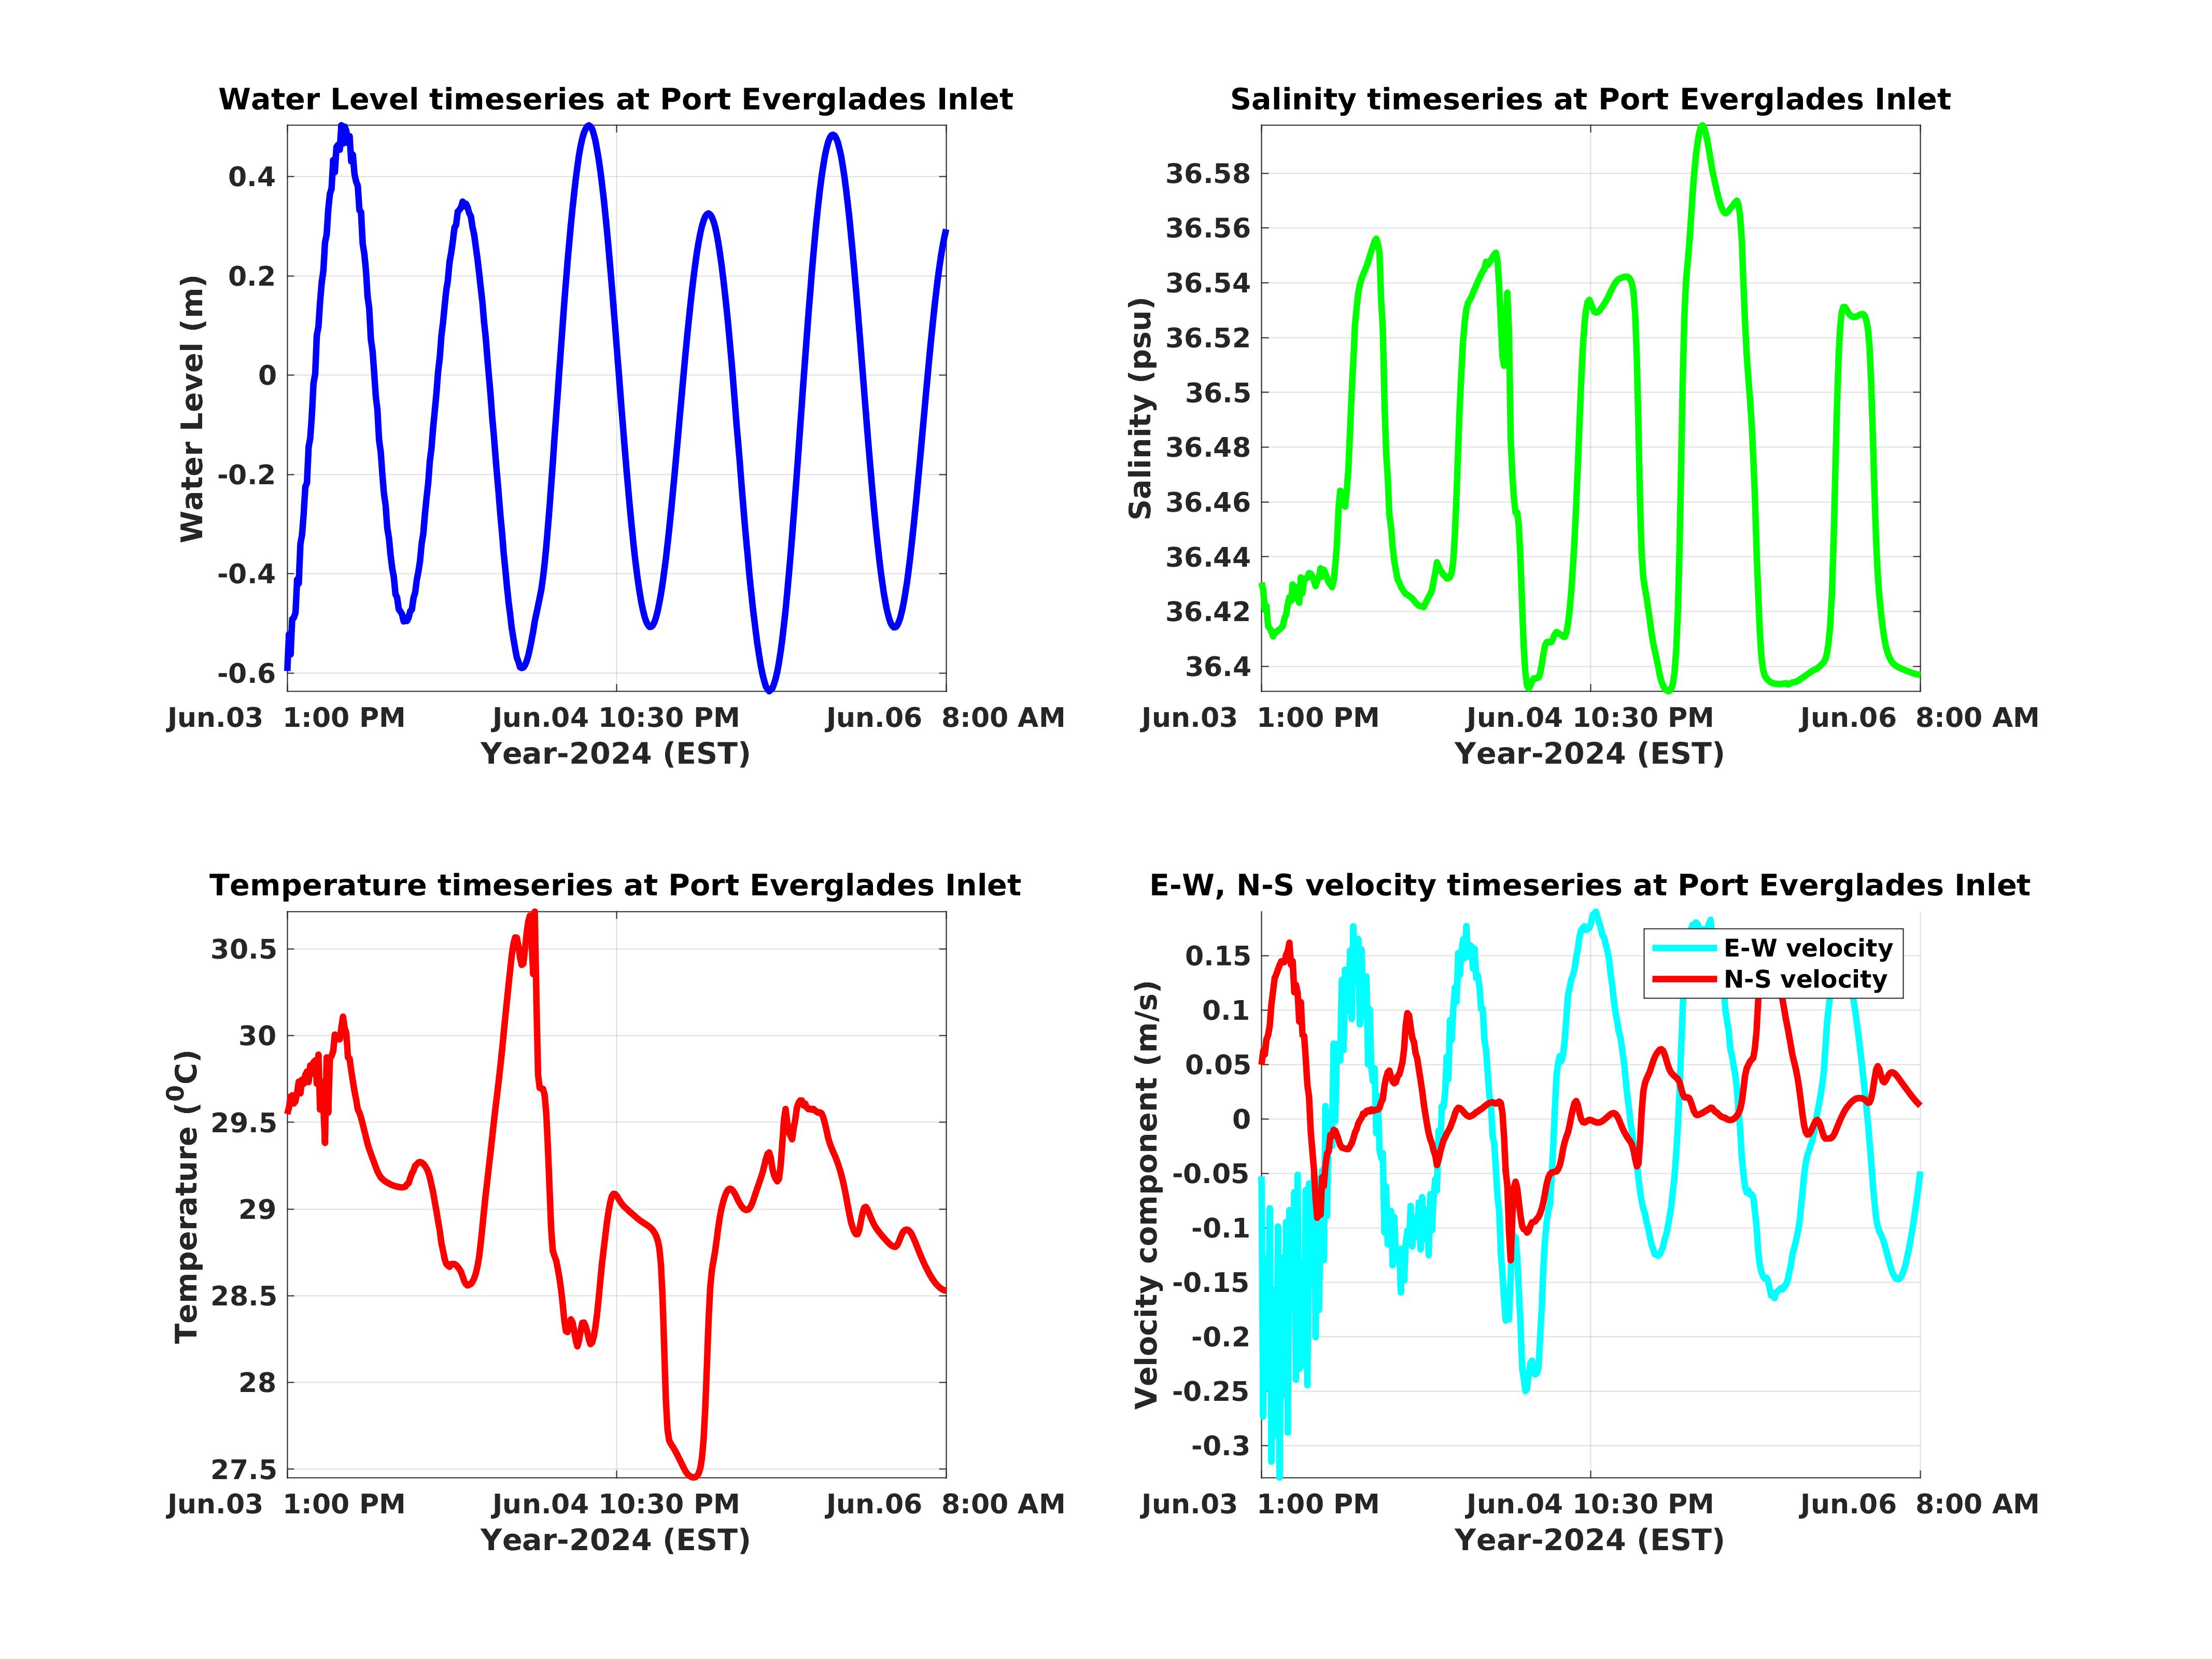 Water Level timeseries at Port Everglades Inlet
Water Level (m)
0.4
0.2
0
-0.2
-0.4
-0.6
Jun.03 1:00 PM Jun.04 10:30 PM Jun.06 8:00 AM
Year-2024 (EST)
Salinity timeseries at Port Everglades Inlet
Salinity (psu)
36.58
36.56
36.54
36.52
36.5
36.48
36.46
36.44
36.42
36.4
Jun.03 1:00 PM Jun.04 10:30 PM Jun.06 8:00 AM
Year-2024 (EST)
Temperature timeseries at Port Everglades Inlet
Temperature (⁰C)
30.5
30
29.5
29
28.5
28
27.5
Jun.03 1:00 PM Jun.04 10:30 PM Jun.06 8:00 AM
Year-2024 (EST)
E-W, N-S velocity timeseries at Port Everglades Inlet
Velocity component (m/s)
0.15
0.1
0.05
0
-0.05
-0.1
-0.15
-0.2
-0.25
-0.3
E-W velocity
N-S velocity
Jun.03 1:00 PM Jun.04 10:30 PM Jun.06 8:00 AM
Year-2024 (EST)